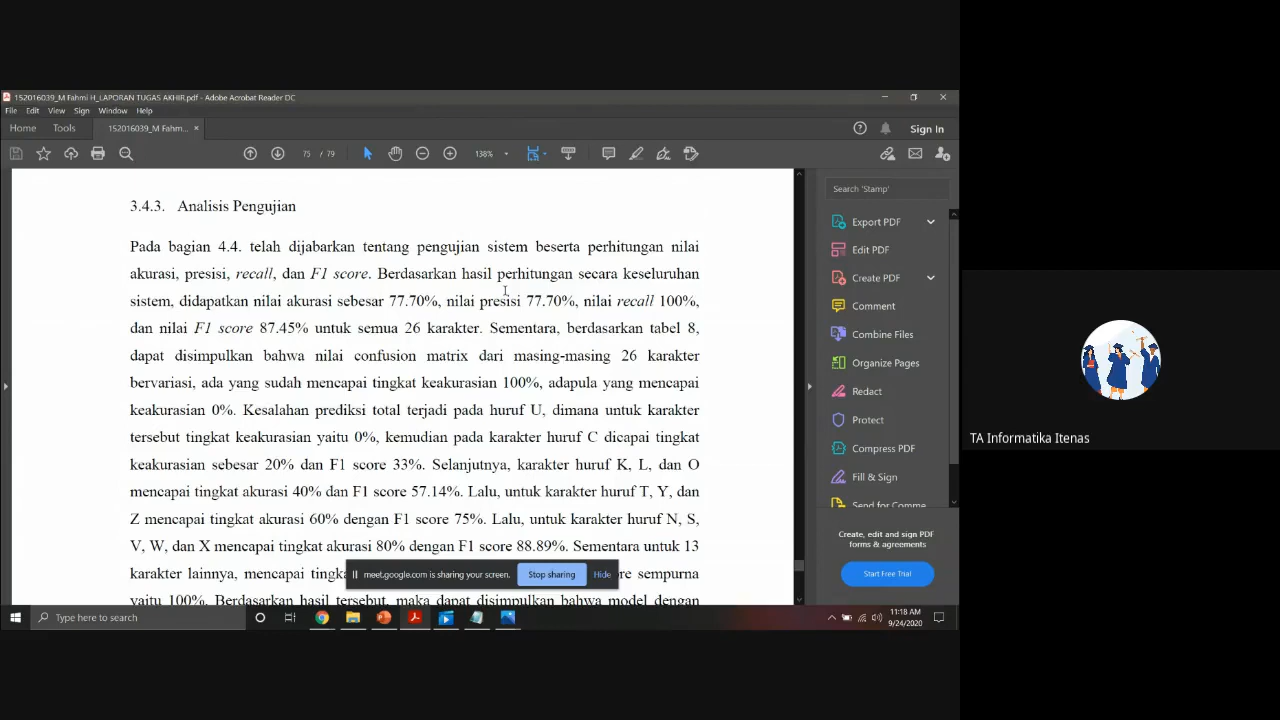 152016039_M Fahmi H_LAPORAN TUGAS AKHIR.pdf - Adobe Acrobat Reader DC
File Edit View Sign Window Help
Home Tools 152016039_M Fahm... × Sign In
75 / 79 138%
3.4.3. Analisis Pengujian
Pada bagian 4.4. telah dijabarkan tentang pengujian sistem beserta perhitungan nilai
akurasi, presisi, recall, dan F1 score. Berdasarkan hasil perhitungan secara keseluruhan
sistem, didapatkan nilai akurasi sebesar 77.70%, nilai presisi 77.70%, nilai recall 100%,
dan nilai F1 score 87.45% untuk semua 26 karakter. Sementara, berdasarkan tabel 8,
dapat disimpulkan bahwa nilai confusion matrix dari masing-masing 26 karakter
bervariasi, ada yang sudah mencapai tingkat keakurasian 100%, adapula yang mencapai
keakurasian 0%. Kesalahan prediksi total terjadi pada huruf U, dimana untuk karakter
tersebut tingkat keakurasian yaitu 0%, kemudian pada karakter huruf C dicapai tingkat
keakurasian sebesar 20% dan F1 score 33%. Selanjutnya, karakter huruf K, L, dan O
mencapai tingkat akurasi 40% dan F1 score 57.14%. Lalu, untuk karakter huruf T, Y, dan
Z mencapai tingkat akurasi 60% dengan F1 score 75%. Lalu, untuk karakter huruf N, S,
V, W, dan X mencapai tingkat akurasi 80% dengan F1 score 88.89%. Sementara untuk 13
karakter lainnya, mencapai tingka re sempurna
yaitu 100%. Berdasarkan hasil tersebut, maka dapat disimpulkan bahwa model dengan
meet.google.com is sharing your screen. Stop sharing Hide
Search 'Stamp'
Export PDF
Edit PDF
Create PDF
Comment
Combine Files
Organize Pages
Redact
Protect
Compress PDF
Fill & Sign
Send for Comme
Create, edit and sign PDF
forms & agreements
Start Free Trial
Type here to search
11:18 AM
9/24/2020
TA Informatika Itenas